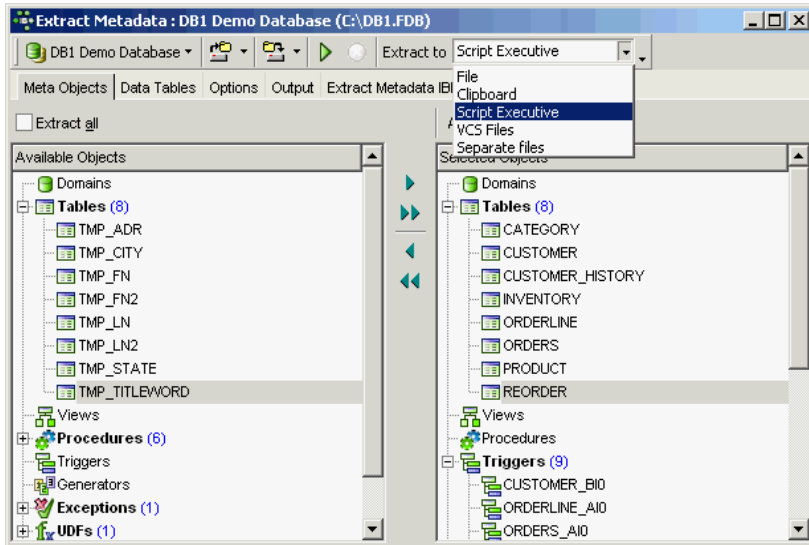 Extract Metadata : DB1 Demo Database (C:\DB1.FDB)
DB1 Demo Database Extract to Script Executive
Meta Objects Data Tables Options Output Extract Metadata
File
Clipboard
Script Executive
VCS Files
Separate files
Extract all
Available Objects
Domains
Tables (8)
TMP_ADR
TMP_CITY
TMP_FN
TMP_FN2
TMP_LN
TMP_LN2
TMP_STATE
TMP_TITLEWORD
Views
Procedures (6)
Triggers
Generators
Exceptions (1)
UDFs (1)
Selected Objects
Domains
Tables (8)
CATEGORY
CUSTOMER
CUSTOMER_HISTORY
INVENTORY
ORDERLINE
ORDERS
PRODUCT
REORDER
Views
Procedures
Triggers (9)
CUSTOMER_BI0
ORDERLINE_AI0
ORDERS_AI0